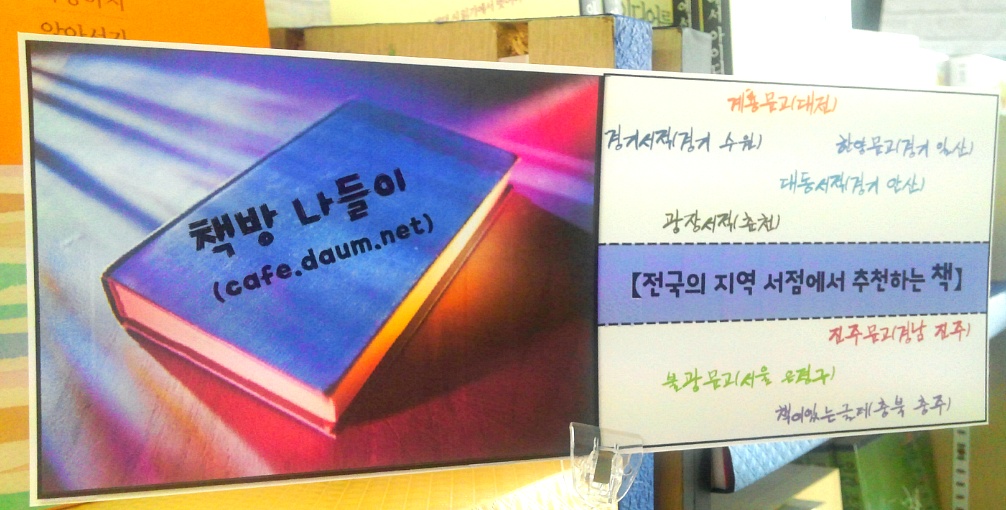 책방 나들이
(cafe.daum.net)
계룡문고(대전)
경기서적(경기 수원)
한양문고(경기 일산)
대동서적(경기 안산)
광장서적(춘천)
【전국의 지역 서점에서 추천하는 책】
진주문고(경남 진주)
불광문고(서울 은평구)
책이있는글터(충북 충주)